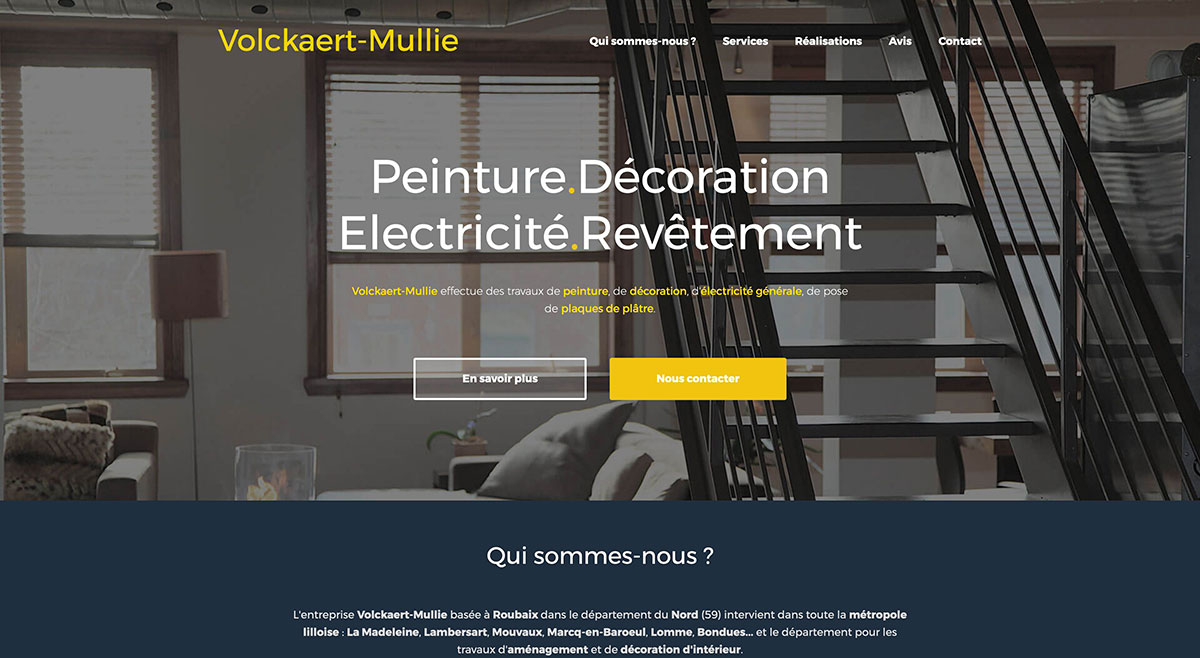 Volckaert-Mullie
Qui sommes-nous ? Services Réalisations Avis Contact
Peinture.Décoration
Electricité.Revêtement
Volckaert-Mullie effectue des travaux de peinture, de décoration, d'électricité générale, de pose
de plaques de plâtre.
En savoir plus Nous contacter
Qui sommes-nous ?
L'entreprise Volckaert-Mullie basée à Roubaix dans le département du Nord (59) intervient dans toute la métropole
lilloise : La Madeleine, Lambersart, Mouvaux, Marcq-en-Baroeul, Lomme, Bondues... et le département pour les
travaux d'aménagement et de décoration d'intérieur.